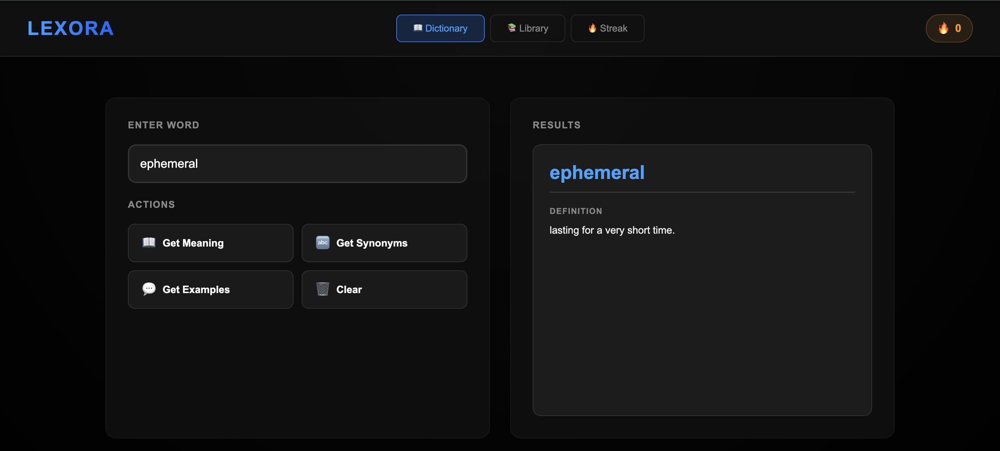 LEXORA
📖 Dictionary
📚 Library
🔥 Streak
🔥 0
ENTER WORD
ephemeral
ACTIONS
📖 Get Meaning
🔤 Get Synonyms
💬 Get Examples
🗑️ Clear
RESULTS
ephemeral
DEFINITION
lasting for a very short time.